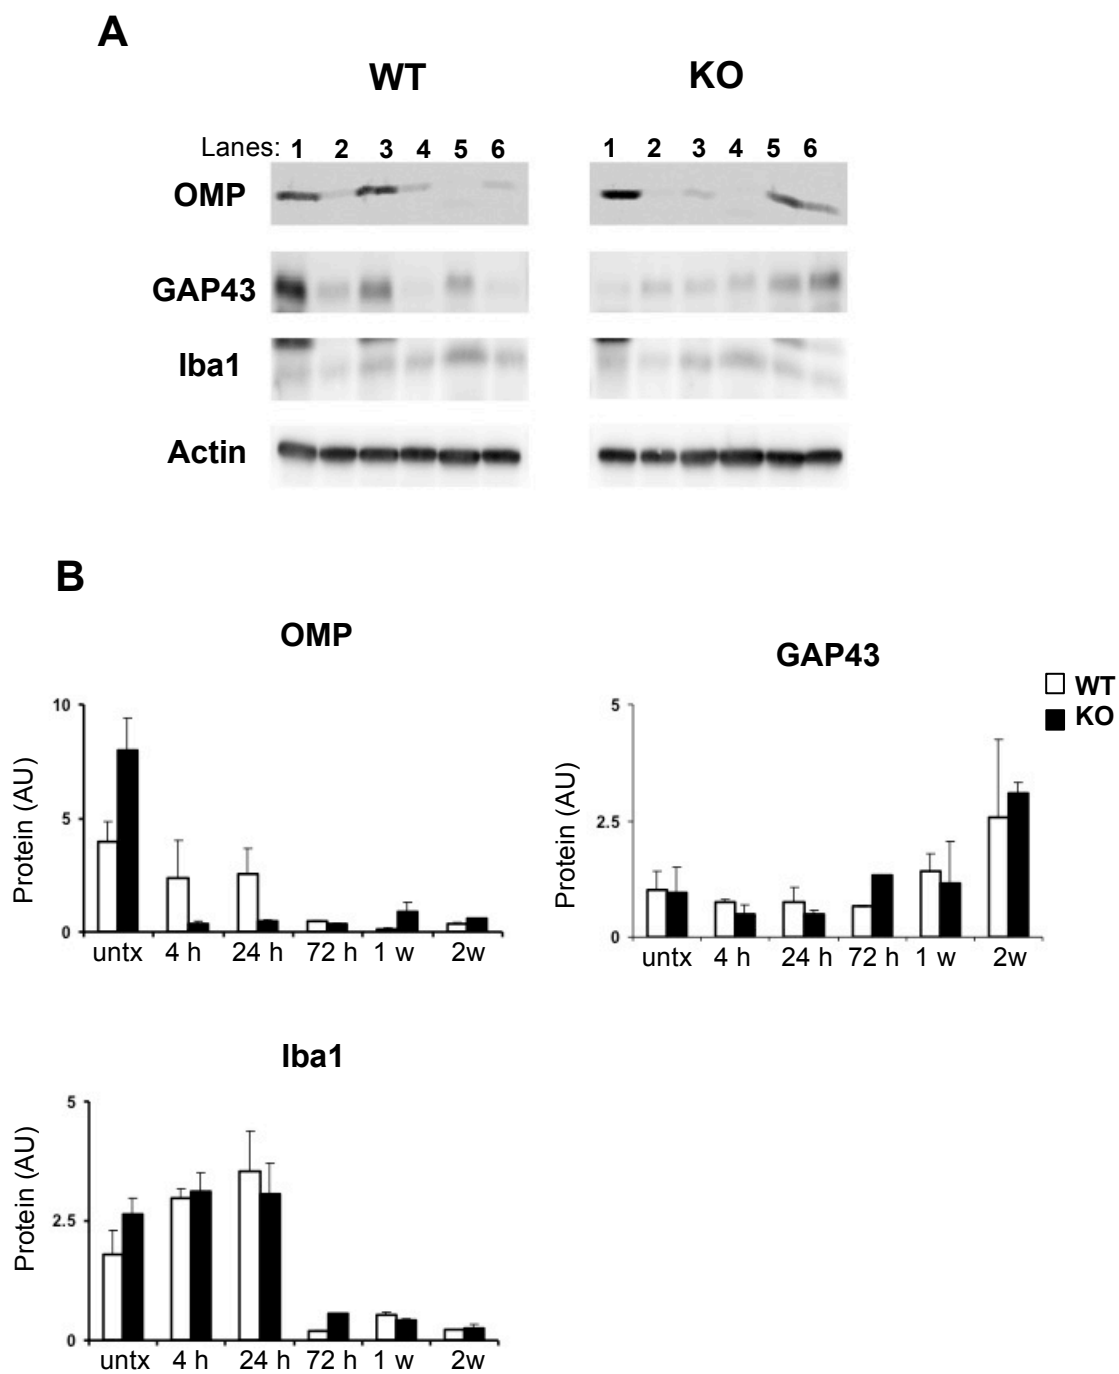 A
WT KO
Lanes: 1 2 3 4 5 6 1 2 3 4 5 6
OMP
GAP43
Iba1
Actin
B
OMP
10
5
0
Protein (AU)
untx 4 h 24 h 72 h 1 w 2w
GAP43
WT
KO
5
2.5
0
Protein (AU)
untx 4 h 24 h 72 h 1 w 2w
Iba1
5
2.5
0
Protein (AU)
untx 4 h 24 h 72 h 1 w 2w